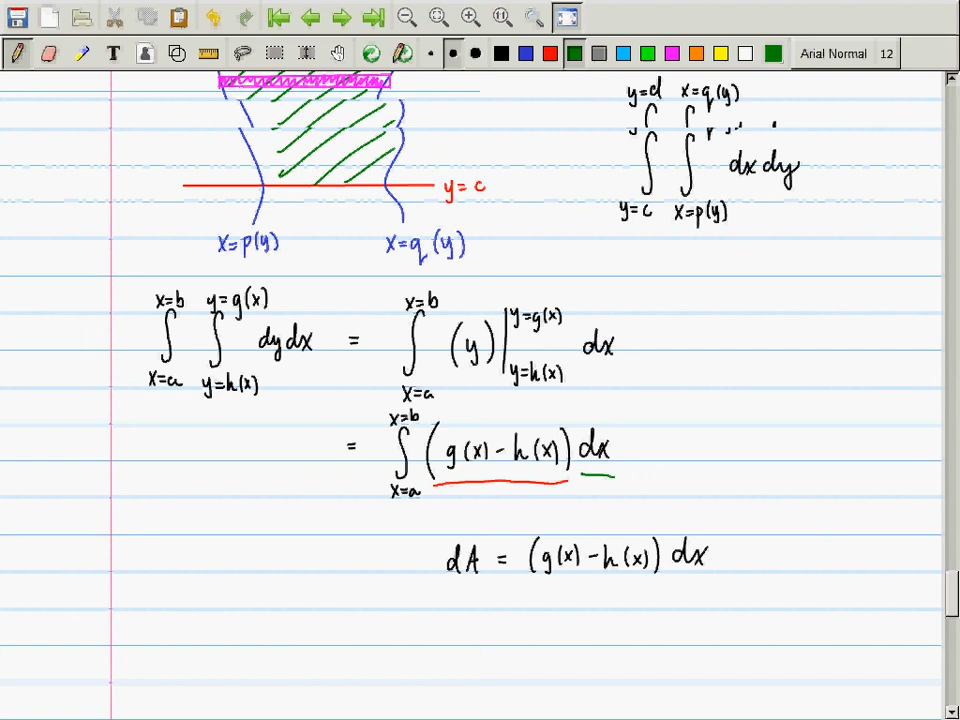 T
Arial Normal 12
y=d x=q(y)
∫ ∫ dx dy
y=c x=p(y)
y=c
x=p(y) x=q(y)
x=b y=g(x) x=b
∫ ∫ dy dx = ∫ (y) | y=g(x) dx
x=a y=h(x) x=a y=h(x)
x=b
= ∫ (g(x) - h(x)) dx
x=a
dA = (g(x) - h(x)) dx